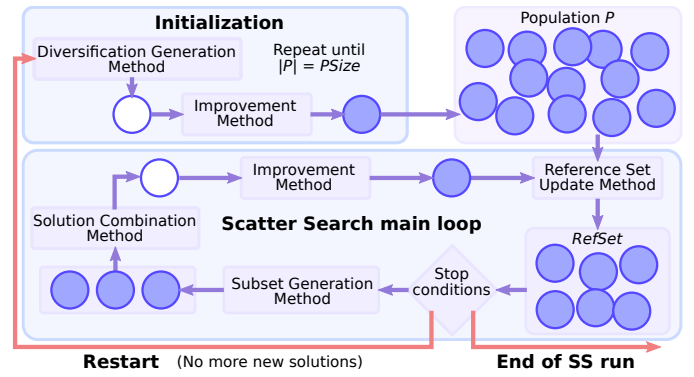 Initialization
Population P
Diversification Generation
Method
Repeat until
|P| = PSize
Improvement
Method
Improvement
Method
Reference Set
Update Method
Solution Combination
Method
Scatter Search main loop
RefSet
Subset Generation
Method
Stop
conditions
Restart (No more new solutions)
End of SS run